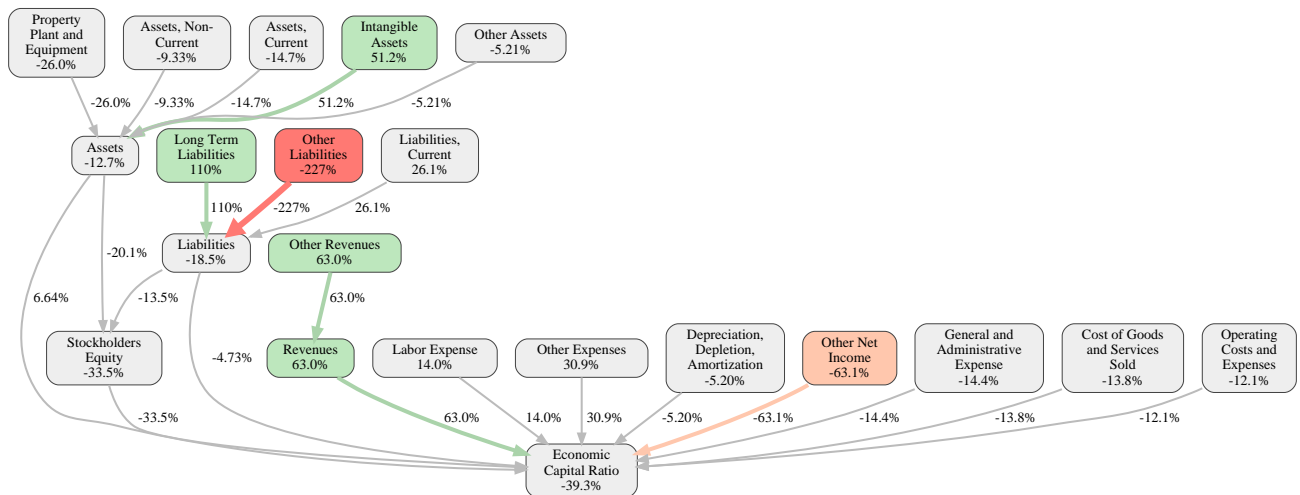 Property
Plant and
Equipment
-26.0%
Assets, Non-
Current
-9.33%
Assets,
Current
-14.7%
Intangible
Assets
51.2%
Other Assets
-5.21%
-26.0%
-9.33%
-14.7%
51.2%
-5.21%
Assets
-12.7%
Long Term
Liabilities
110%
Other
Liabilities
-227%
Liabilities,
Current
26.1%
110%
-227%
26.1%
Liabilities
-18.5%
Other Revenues
63.0%
-20.1%
6.64%
-13.5%
63.0%
Stockholders
Equity
-33.5%
-4.73%
Revenues
63.0%
Labor Expense
14.0%
Other Expenses
30.9%
Depreciation,
Depletion,
Amortization
-5.20%
Other Net
Income
-63.1%
General and
Administrative
Expense
-14.4%
Cost of Goods
and Services
Sold
-13.8%
Operating
Costs and
Expenses
-12.1%
-33.5%
63.0%
14.0%
30.9%
-5.20%
-63.1%
-14.4%
-13.8%
-12.1%
Economic
Capital Ratio
-39.3%